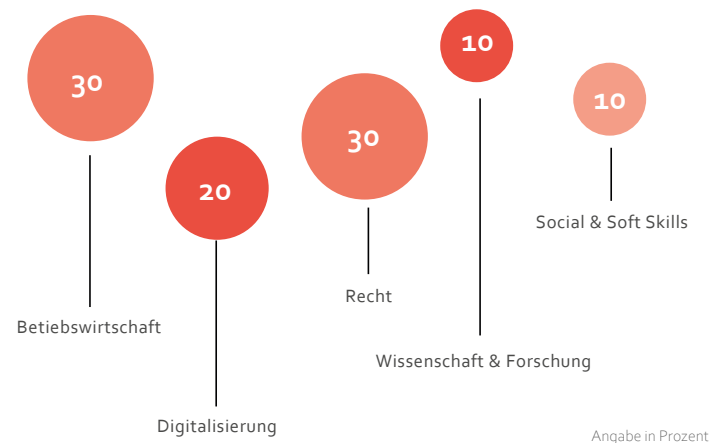 30
Betiebswirtschaft
20
Digitalisierung
30
Recht
10
Wissenschaft & Forschung
10
Social & Soft Skills
Angabe in Prozent